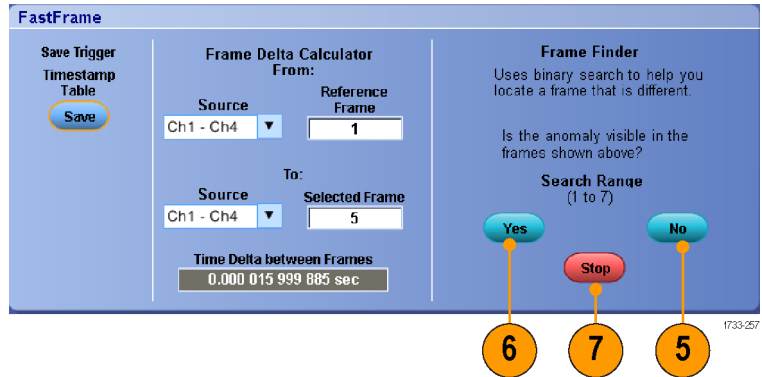 FastFrame
Save Trigger
Timestamp
Table
Save
Frame Delta Calculator
From:
Source
Reference
Frame
Ch1 - Ch4
1
To:
Source
Selected Frame
Ch1 - Ch4
5
Time Delta between Frames
0.000 015 999 885 sec
Frame Finder
Uses binary search to help you
locate a frame that is different.
Is the anomaly visible in the
frames shown above?
Search Range
(1 to 7)
Yes
No
Stop
1733-257
6
7
5